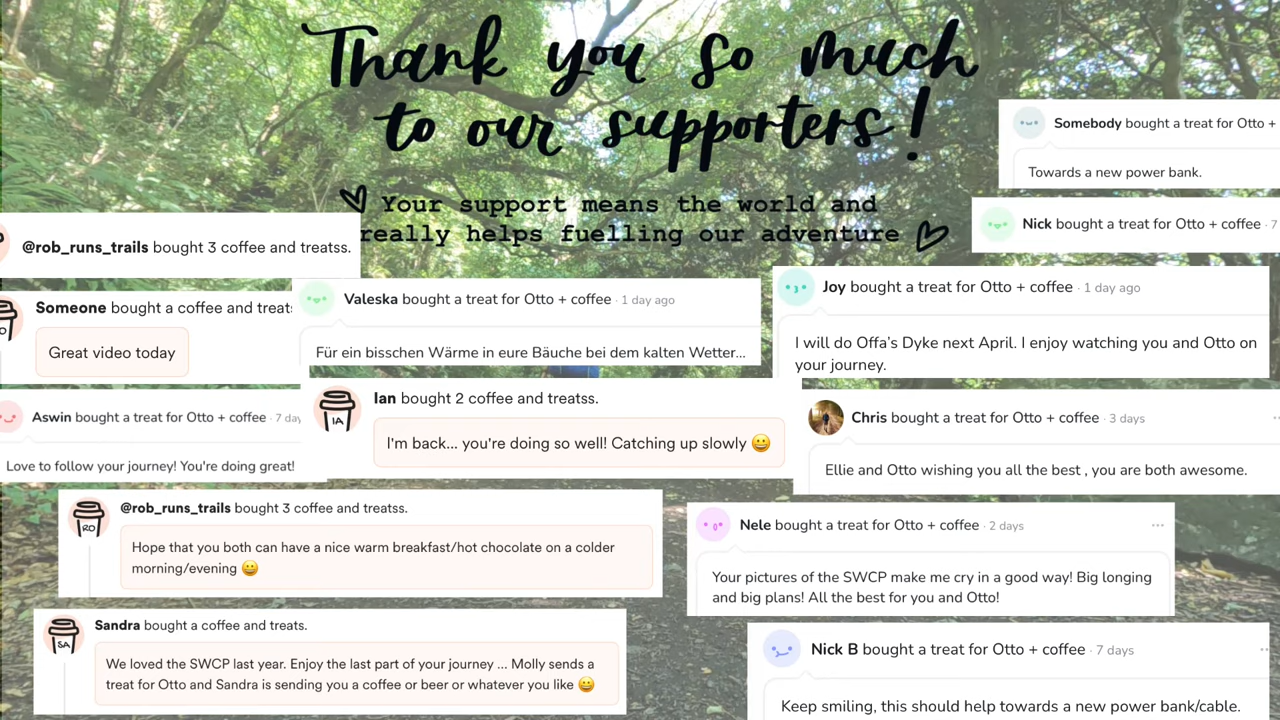 Thank you so much
to our supporters!
Your support means the world and
really helps fuelling our adventure
Somebody bought a treat for Otto +
Towards a new power bank.
Nick bought a treat for Otto + coffee · 7
@rob_runs_trails bought 3 coffee and treatss.
Someone bought a coffee and treats
Great video today
Valeska bought a treat for Otto + coffee · 1 day ago
Für ein bisschen Wärme in eure Bäuche bei dem kalten Wetter...
Joy bought a treat for Otto + coffee · 1 day ago
I will do Offa's Dyke next April. I enjoy watching you and Otto on
your journey.
Aswin bought a treat for Otto + coffee · 7 day
Love to follow your journey! You're doing great!
IA
Ian bought 2 coffee and treatss.
I'm back... you're doing so well! Catching up slowly 😀
Chris bought a treat for Otto + coffee · 3 days
Ellie and Otto wishing you all the best , you are both awesome.
RO
@rob_runs_trails bought 3 coffee and treatss.
Hope that you both can have a nice warm breakfast/hot chocolate on a colder
morning/evening 😀
Nele bought a treat for Otto + coffee · 2 days
Your pictures of the SWCP make me cry in a good way! Big longing
and big plans! All the best for you and Otto!
SA
Sandra bought a coffee and treats.
We loved the SWCP last year. Enjoy the last part of your journey ... Molly sends a
treat for Otto and Sandra is sending you a coffee or beer or whatever you like 😀
Nick B bought a treat for Otto + coffee · 7 days
Keep smiling, this should help towards a new power bank/cable.